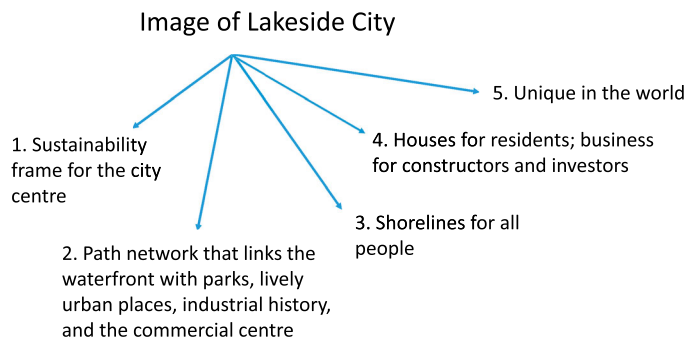 Image of Lakeside City
1. Sustainability
frame for the city
centre
2. Path network that links the
waterfront with parks, lively
urban places, industrial history,
and the commercial centre
3. Shorelines for all
people
4. Houses for residents; business
for constructors and investors
5. Unique in the world